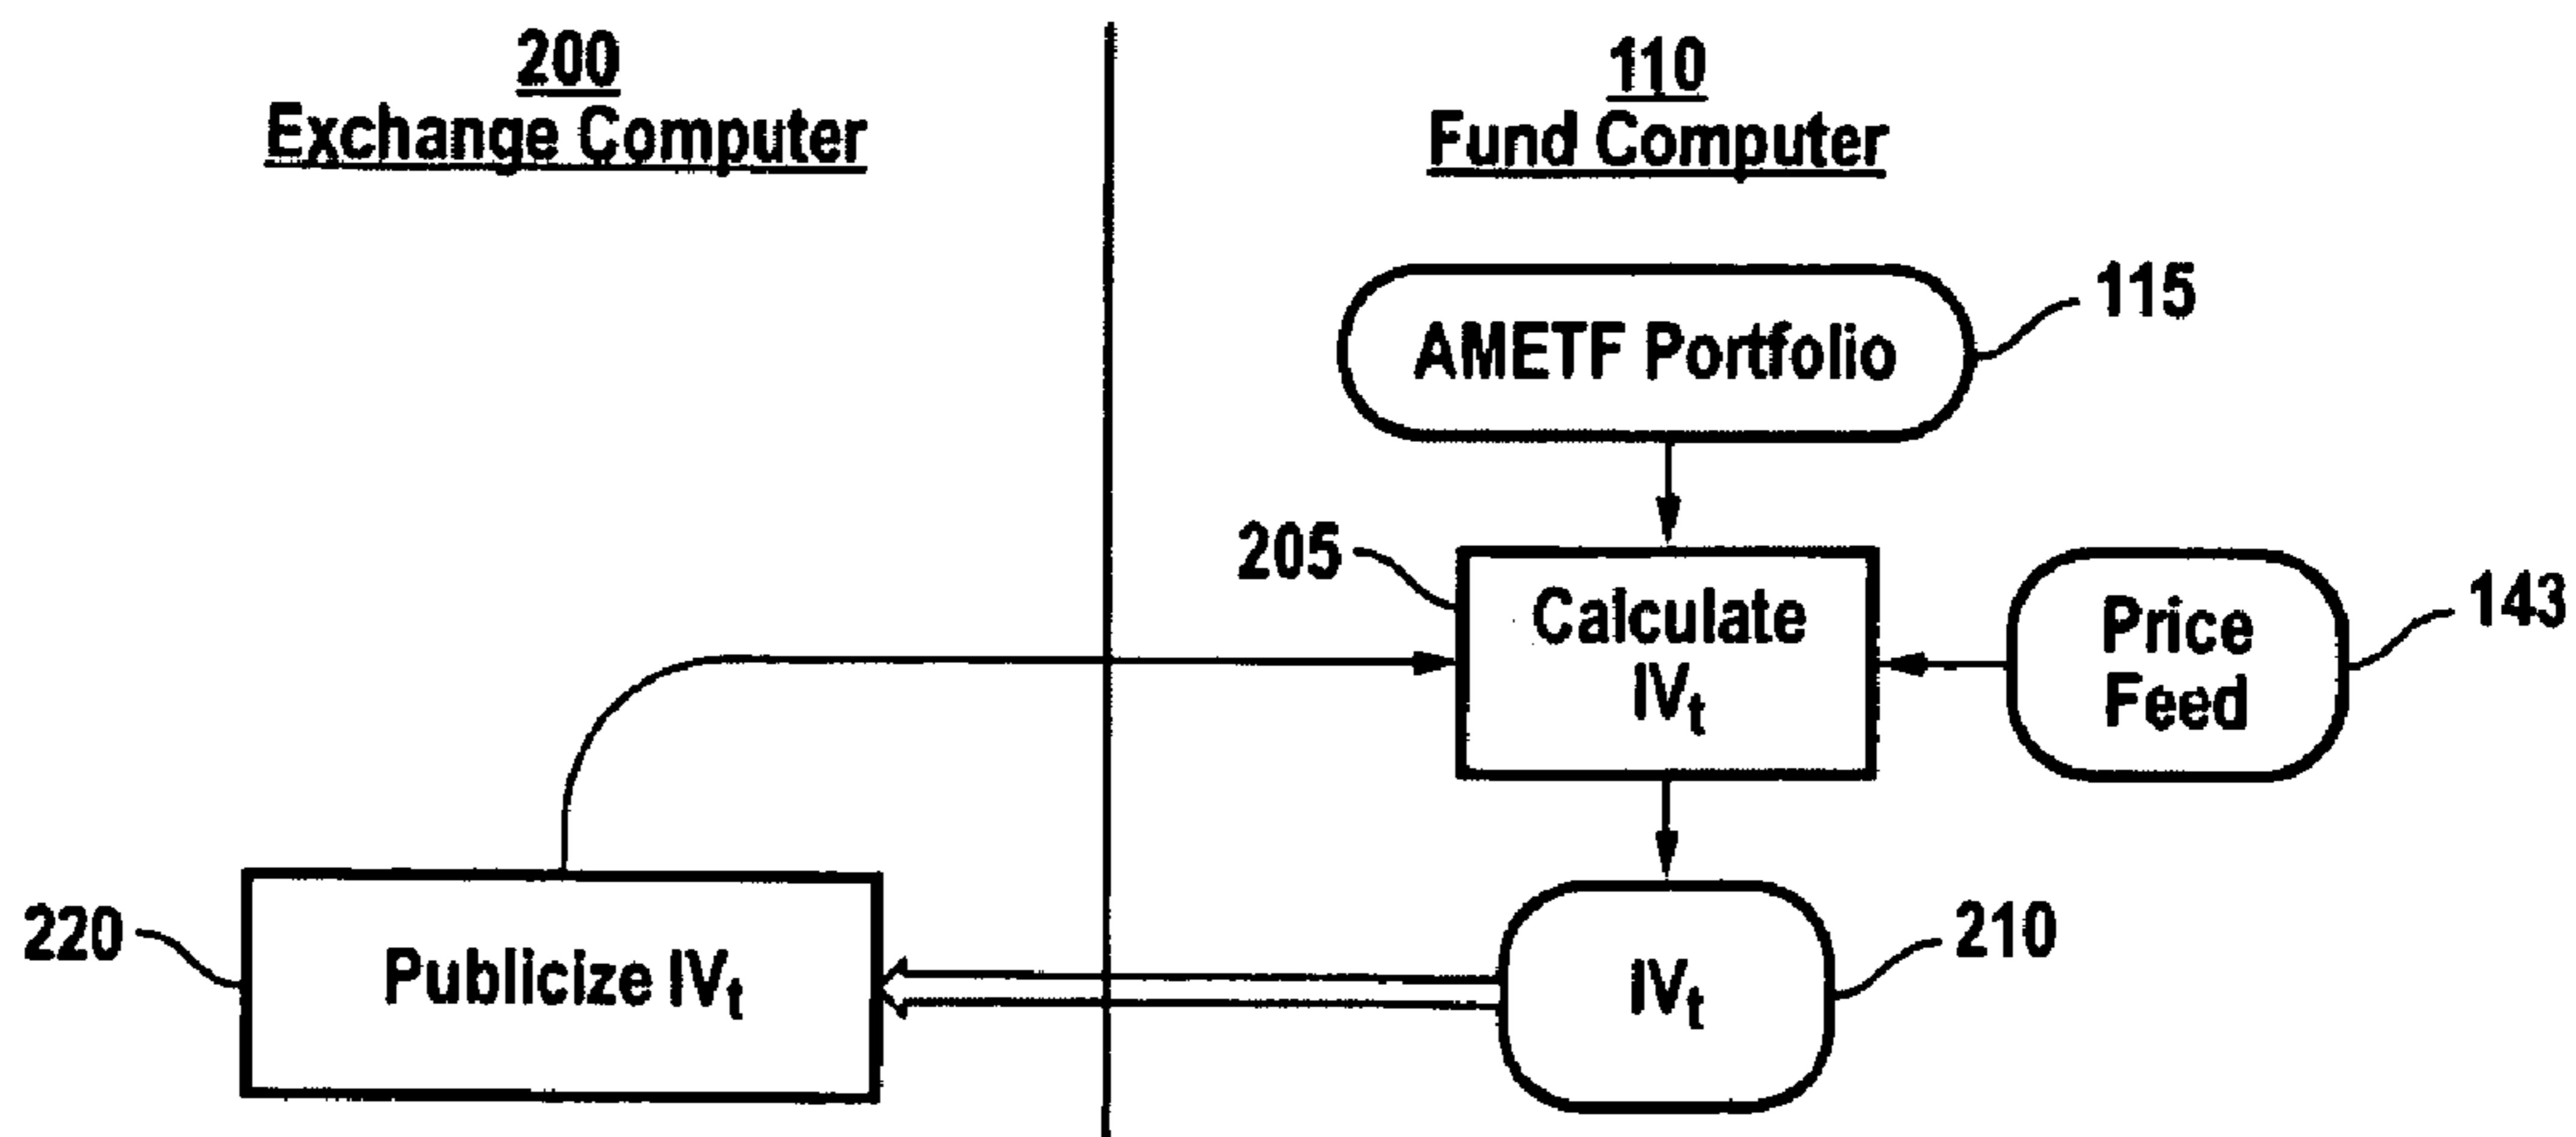 200
Exchange Computer
110
Fund Computer
AMETF Portfolio
115
205
Calculate
IVt
Price
Feed
143
220
Publicize IVt
IVt
210